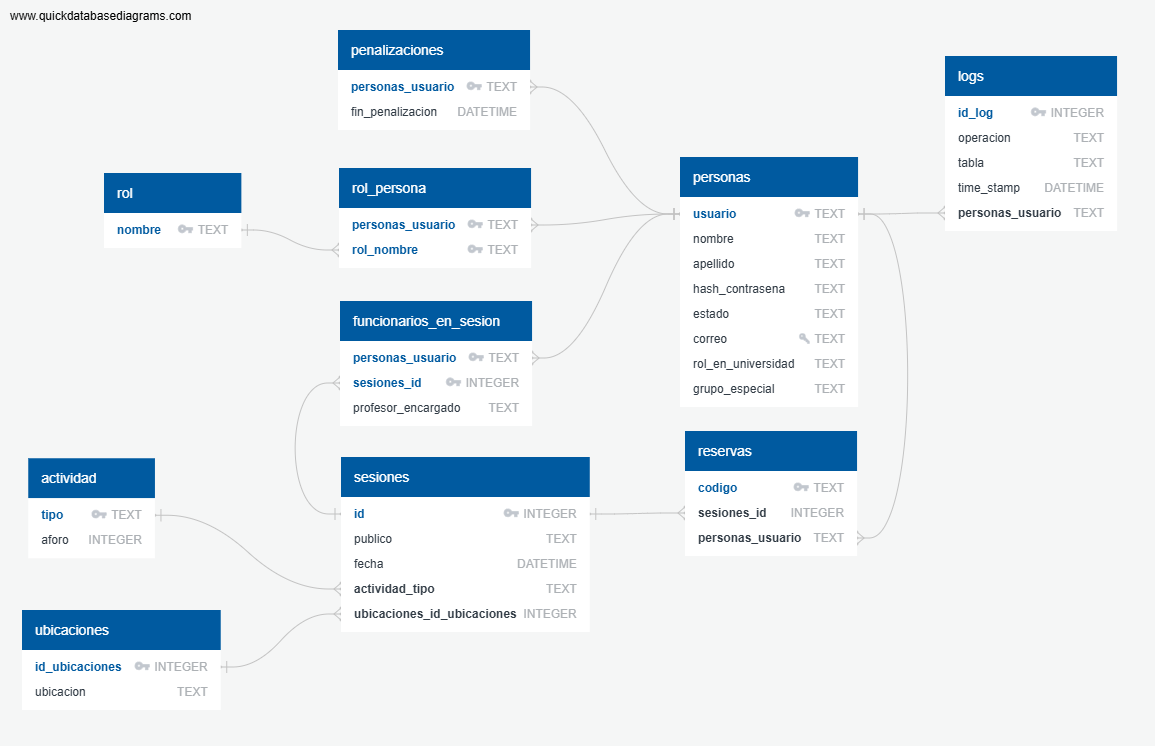 www.quickdatabasediagrams.com
penalizaciones
personas_usuario TEXT
fin_penalizacion DATETIME
logs
id_log INTEGER
operacion TEXT
tabla TEXT
time_stamp DATETIME
personas_usuario TEXT
rol
nombre TEXT
rol_persona
personas_usuario TEXT
rol_nombre TEXT
personas
usuario TEXT
nombre TEXT
apellido TEXT
hash_contrasena TEXT
estado TEXT
correo TEXT
rol_en_universidad TEXT
grupo_especial TEXT
funcionarios_en_sesion
personas_usuario TEXT
sesiones_id INTEGER
profesor_encargado TEXT
actividad
tipo TEXT
aforo INTEGER
sesiones
id INTEGER
publico TEXT
fecha DATETIME
actividad_tipo TEXT
ubicaciones_id_ubicaciones INTEGER
reservas
codigo TEXT
sesiones_id INTEGER
personas_usuario TEXT
ubicaciones
id_ubicaciones INTEGER
ubicacion TEXT